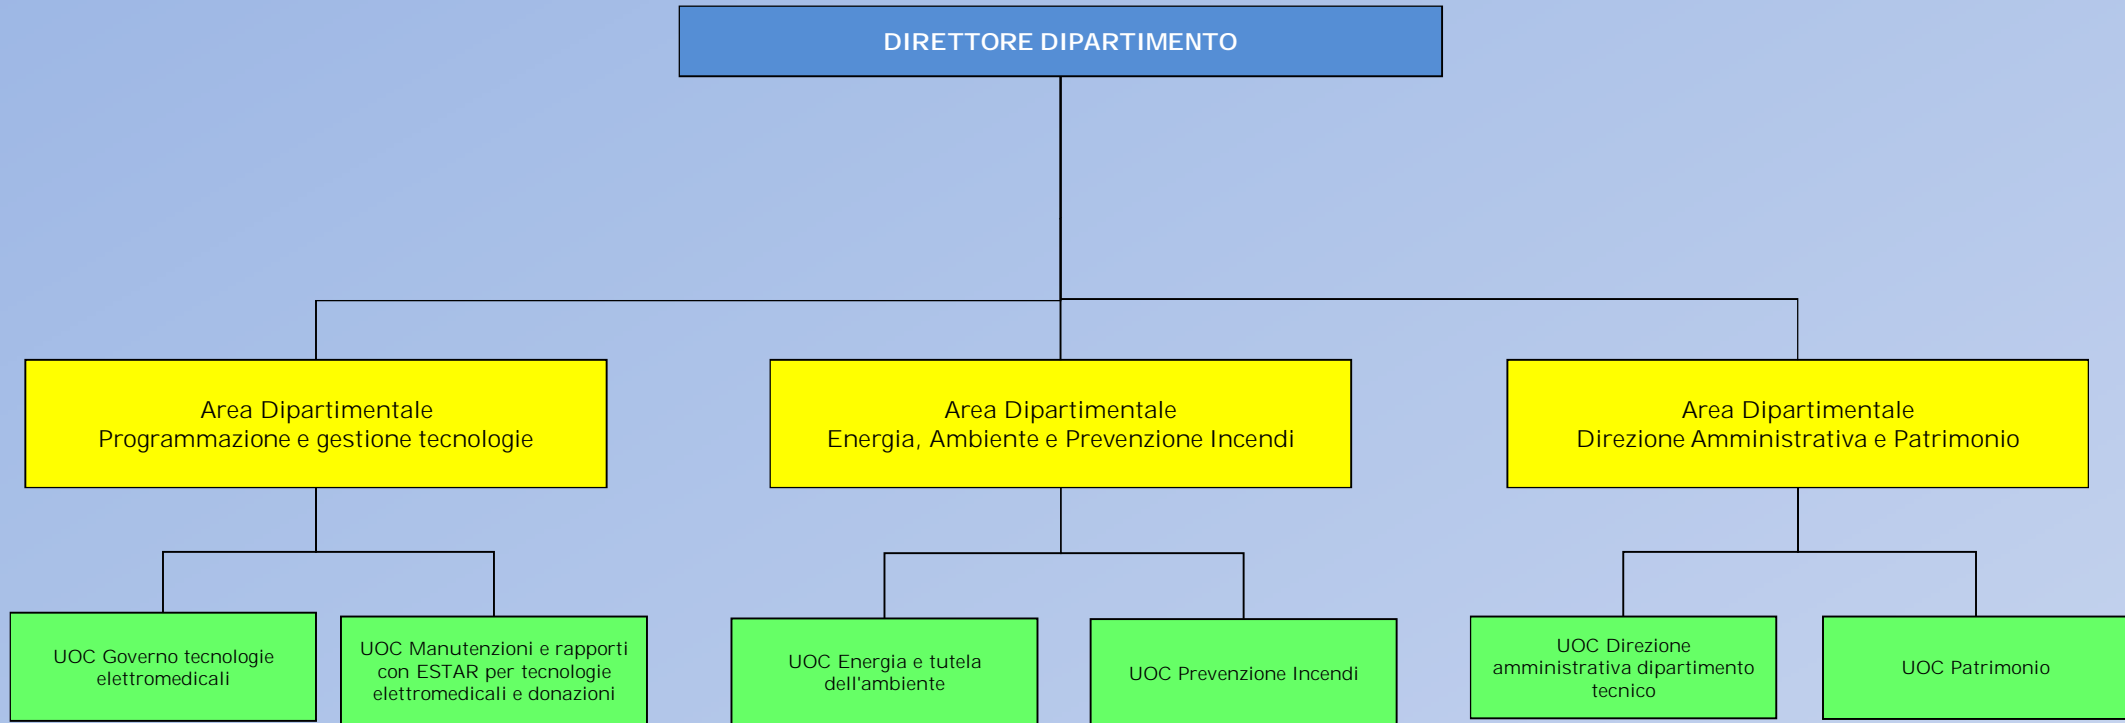 DIRETTORE DIPARTIMENTO
Area Dipartimentale
Programmazione e gestione tecnologie
Area Dipartimentale
Energia, Ambiente e Prevenzione Incendi
Area Dipartimentale
Direzione Amministrativa e Patrimonio
UOC Governo tecnologie
elettromedicali
UOC Manutenzioni e rapporti
con ESTAR per tecnologie
elettromedicali e donazioni
UOC Energia e tutela
dell'ambiente
UOC Prevenzione Incendi
UOC Direzione
amministrativa dipartimento
tecnico
UOC Patrimonio